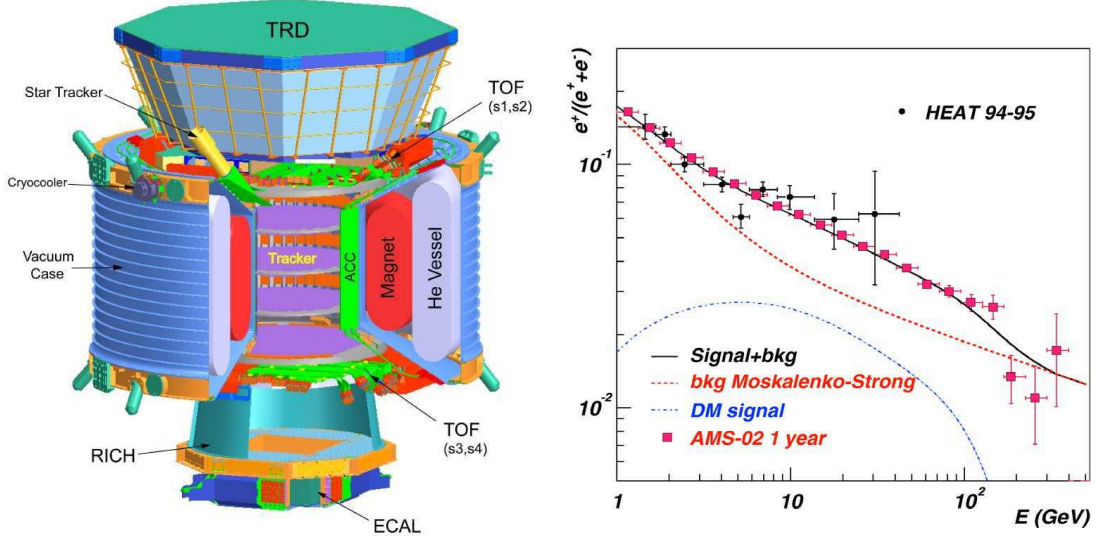 TRD
Star Tracker
TOF
(s1,s2)
Cryocooler
Vacuum
Case
Tracker
ACC
Magnet
He Vessel
TOF
(s3,s4)
RICH
ECAL
e+/(e+ + e-)
HEAT 94-95
10-1
10-2
Signal+bkg
bkg Moskalenko-Strong
DM signal
AMS-02 1 year
1
10
10²
E (GeV)